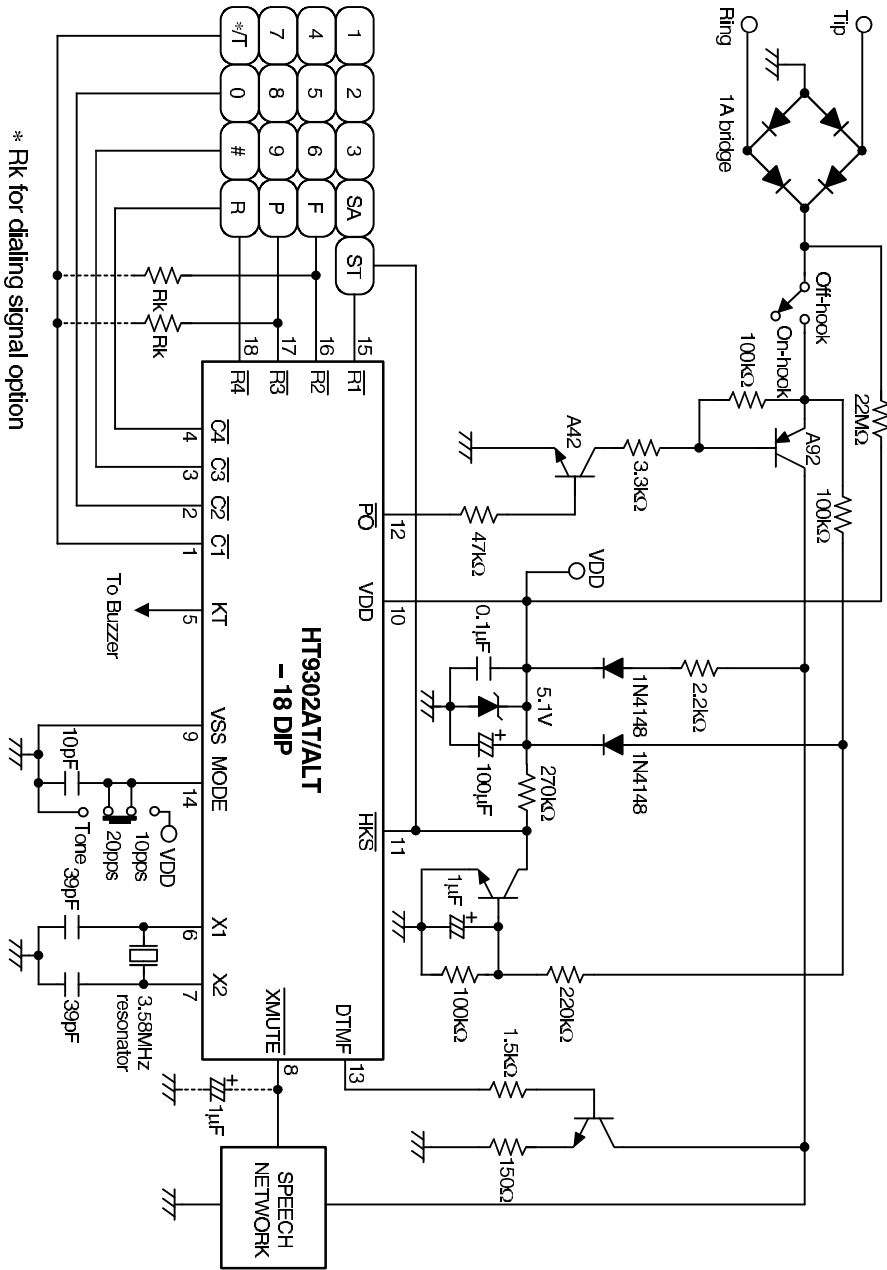 Tip
Ring
1A bridge
Off-hook
On-hook
22MΩ
100kΩ
A92
100kΩ
3.3kΩ
A42
47kΩ
VDD
0.1µF
5.1V
100µF
1N4148
2.2kΩ
1N4148
270kΩ
1µF
+
+
100kΩ
220kΩ
1.5kΩ
150Ω
1
2
3
SA
ST
4
5
6
F
7
8
9
P
*/T
0
#
R
Rk
Rk
15
16
17
18
12
10
11
13
8
R1
R2
R3
R4
PO
VDD
HKS
DTMF
XMUTE
HT9302AT/ALT
– 18 DIP
C4
C3
C2
C1
KT
VSS
MODE
X1
X2
4
3
2
1
5
9
14
6
7
To Buzzer
10pF
VDD
10pps
20pps
Tone
39pF
39pF
3.58MHz
resonator
+
1µF
SPEECH
NETWORK
* Rk for dialing signal option